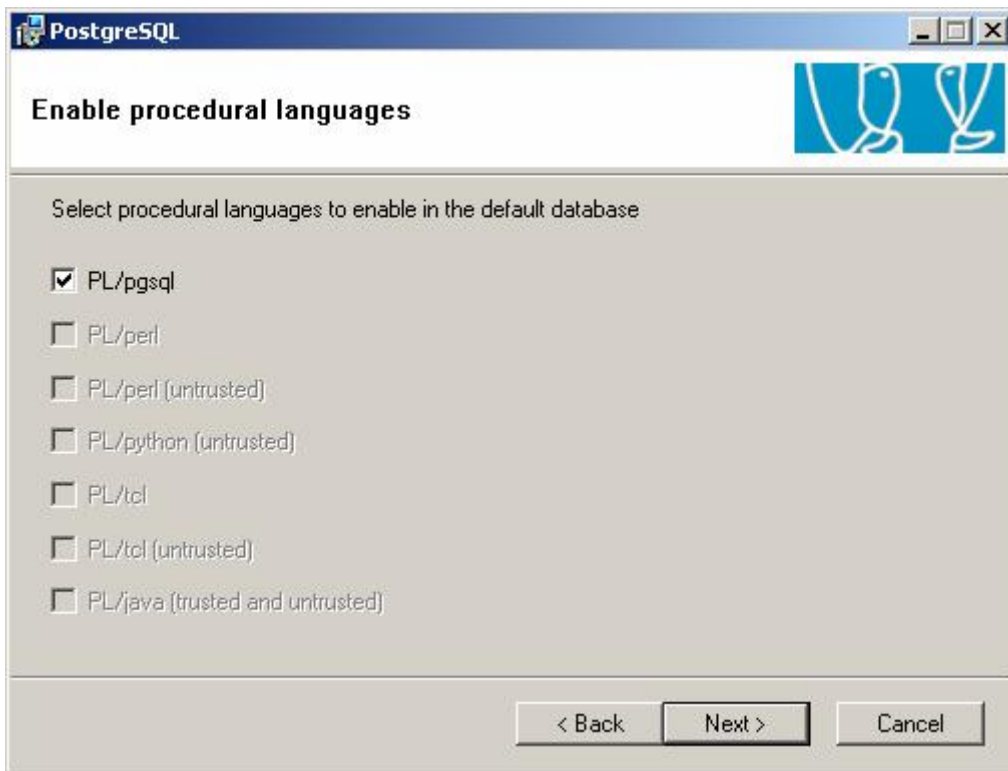 PostgreSQL
Enable procedural languages
Select procedural languages to enable in the default database
PL/pgsql
PL/perl
PL/perl (untrusted)
PL/python (untrusted)
PL/tcl
PL/tcl (untrusted)
PL/java (trusted and untrusted)
< Back
Next >
Cancel